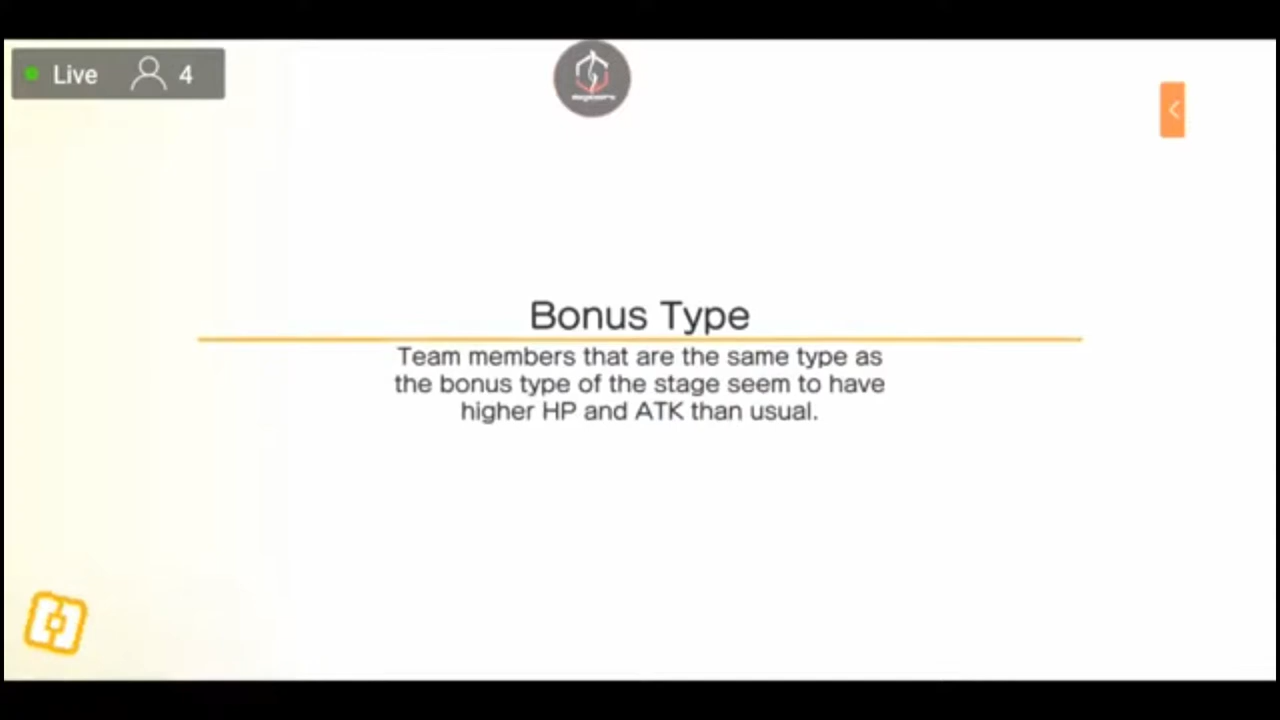 Live 4
Bonus Type
Team members that are the same type as
the bonus type of the stage seem to have
higher HP and ATK than usual.